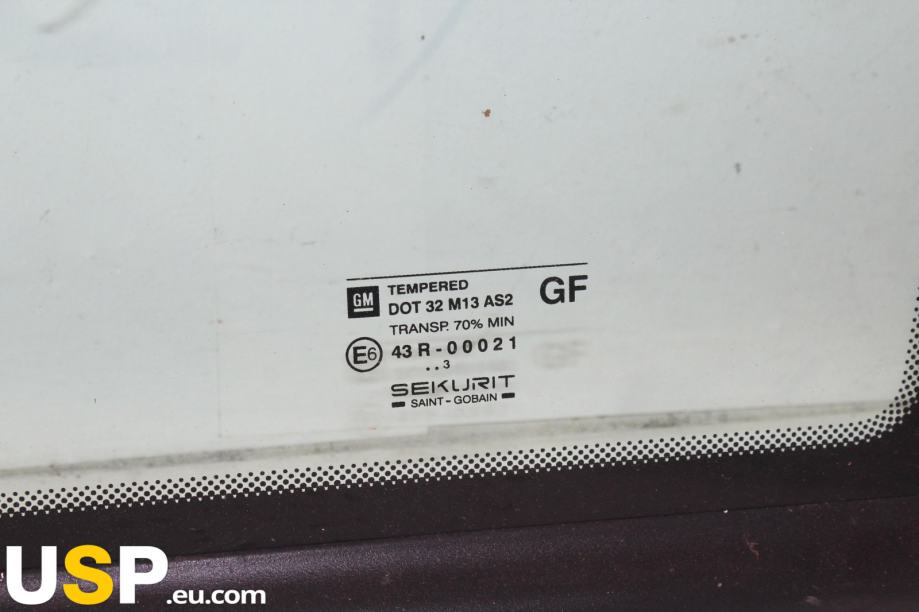 GM TEMPERED GF
DOT 32 M13 AS2
TRANSP. 70% MIN
E6 43R-00021
..3
SEKURIT
SAINT-GOBAIN
USP.eu.com